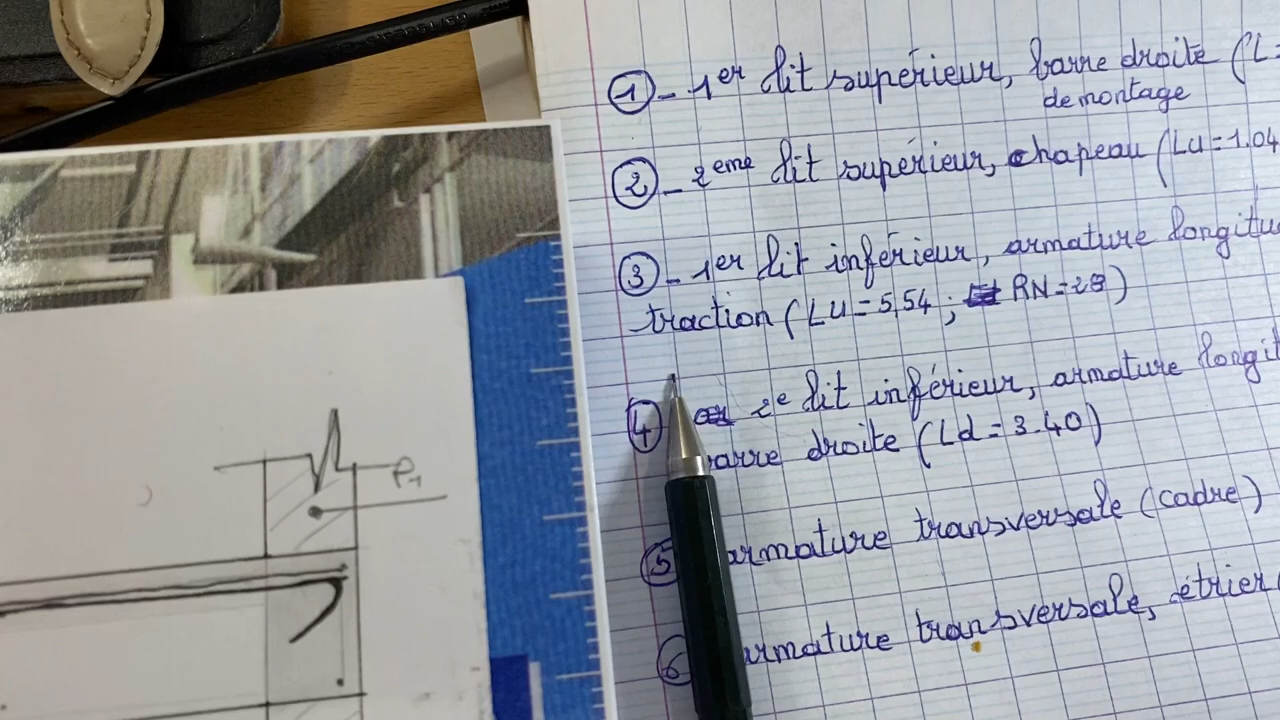 1 - 1er lit supérieur, barre droite (L=
de montage
2 - 2eme lit supérieur, chapeau (Lu=1.04
3 - 1er lit inférieur, armature longitu
traction (Lu=5,54 ; RN=28)
4 2e lit inférieur, armature longit
barre droite (Ld=3.40)
5 armature transversale (cadre)
6 armature transversale, étrier
P1